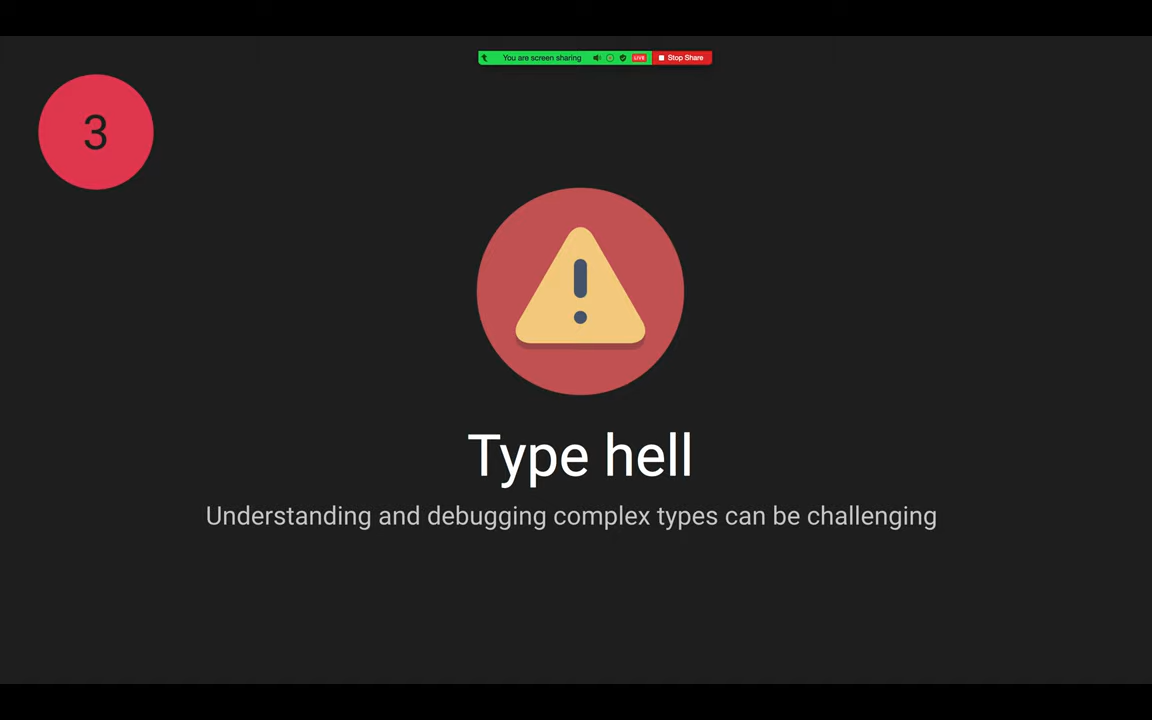 You are screen sharing
LIVE
Stop Share
3
Type hell
Understanding and debugging complex types can be challenging